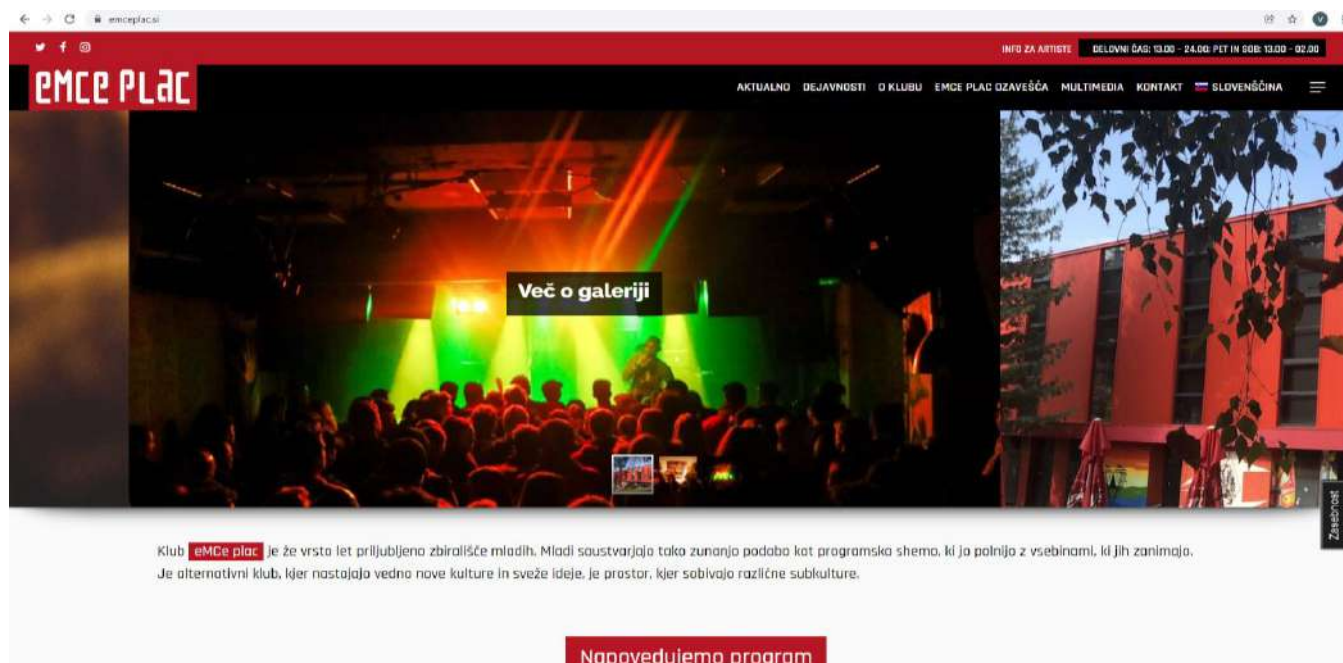 emceplac.si
V
INFO ZA ARTISTE DELOVNI ČAS: 13.00 - 24.00; PET IN SOB: 13.00 - 02.00
eMCe PLaC
AKTUALNO DEJAVNOSTI O KLUBU EMCE PLAC OZAVEŠČA MULTIMEDIA KONTAKT SLOVENŠČINA
Več o galeriji
Zasebnost
Klub eMCe plac je že vrsto let priljubljeno zbirališče mladih. Mladi soustvarjajo tako zunanjo podobo kot programsko shemo, ki jo polnijo z vsebinami, ki jih zanimajo.
Je alternativni klub, kjer nastajajo vedno nove kulture in sveže ideje, je prostor, kjer sobivajo različne subkulture.
Napovedujemo program